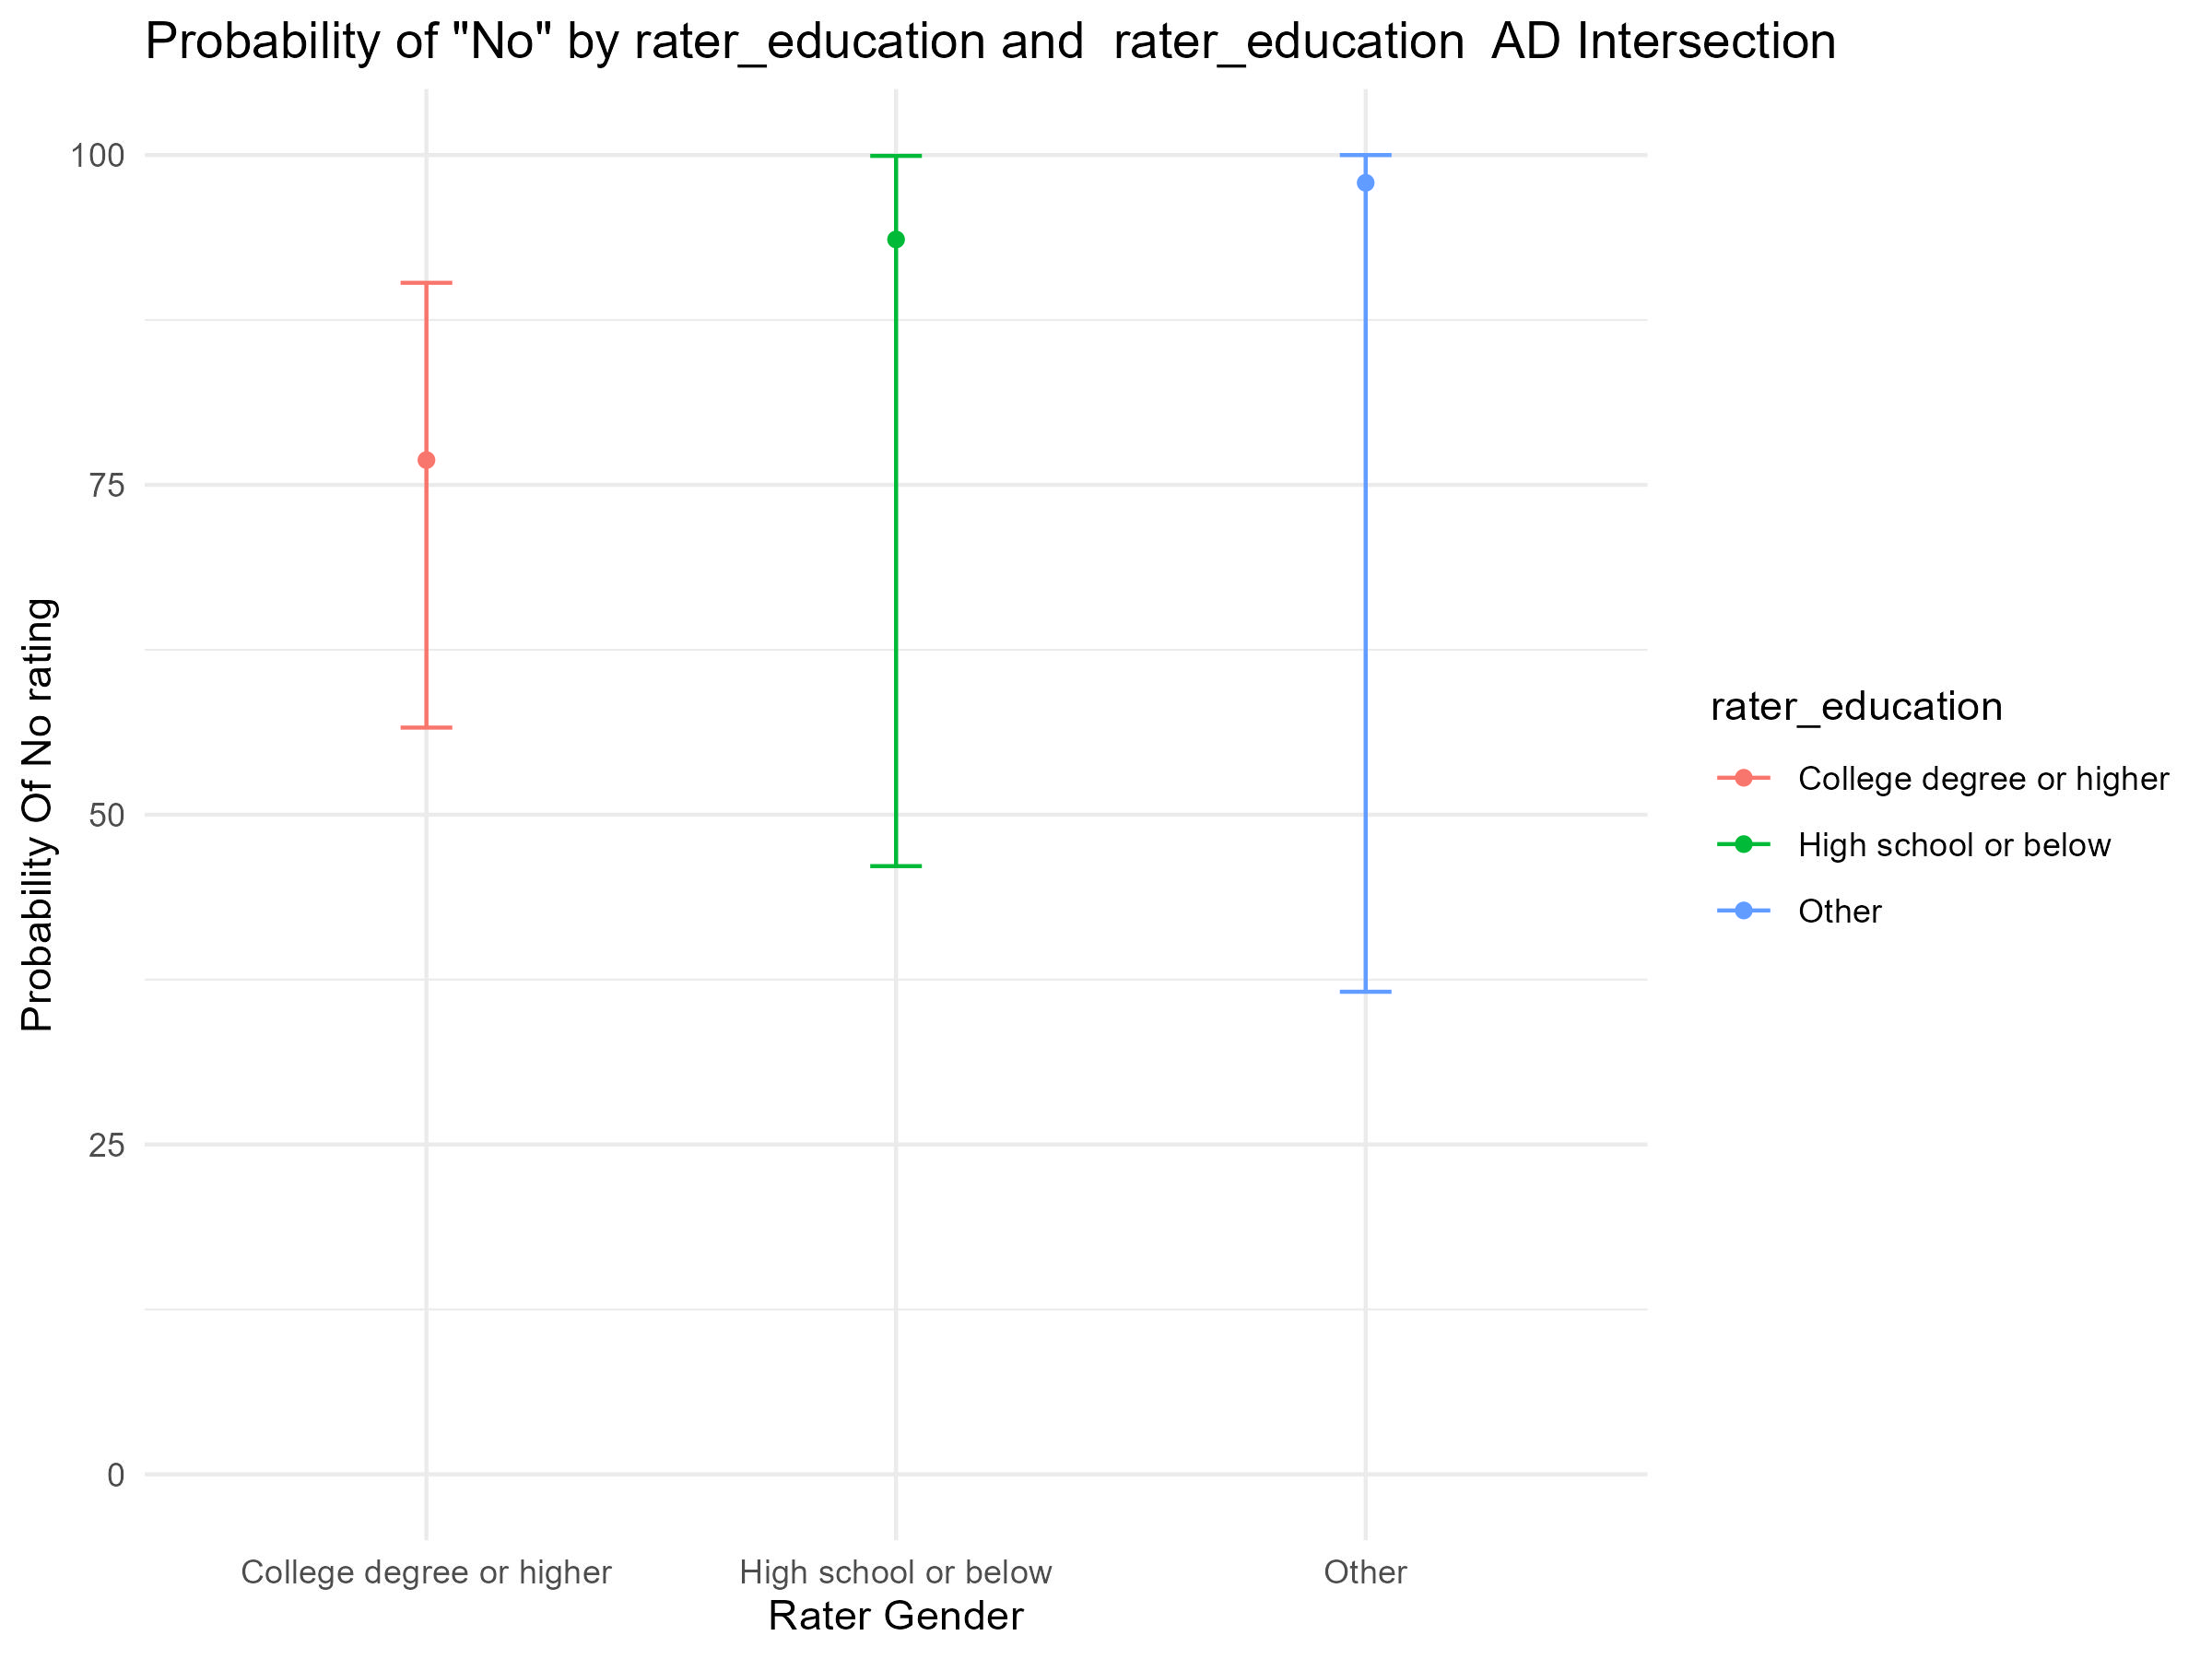 Probability of "No" by rater_education and  rater_education  AD Intersection
Probability Of No rating
100
75
50
25
0
College degree or higher
High school or below
Other
Rater Gender
rater_education
College degree or higher
High school or below
Other